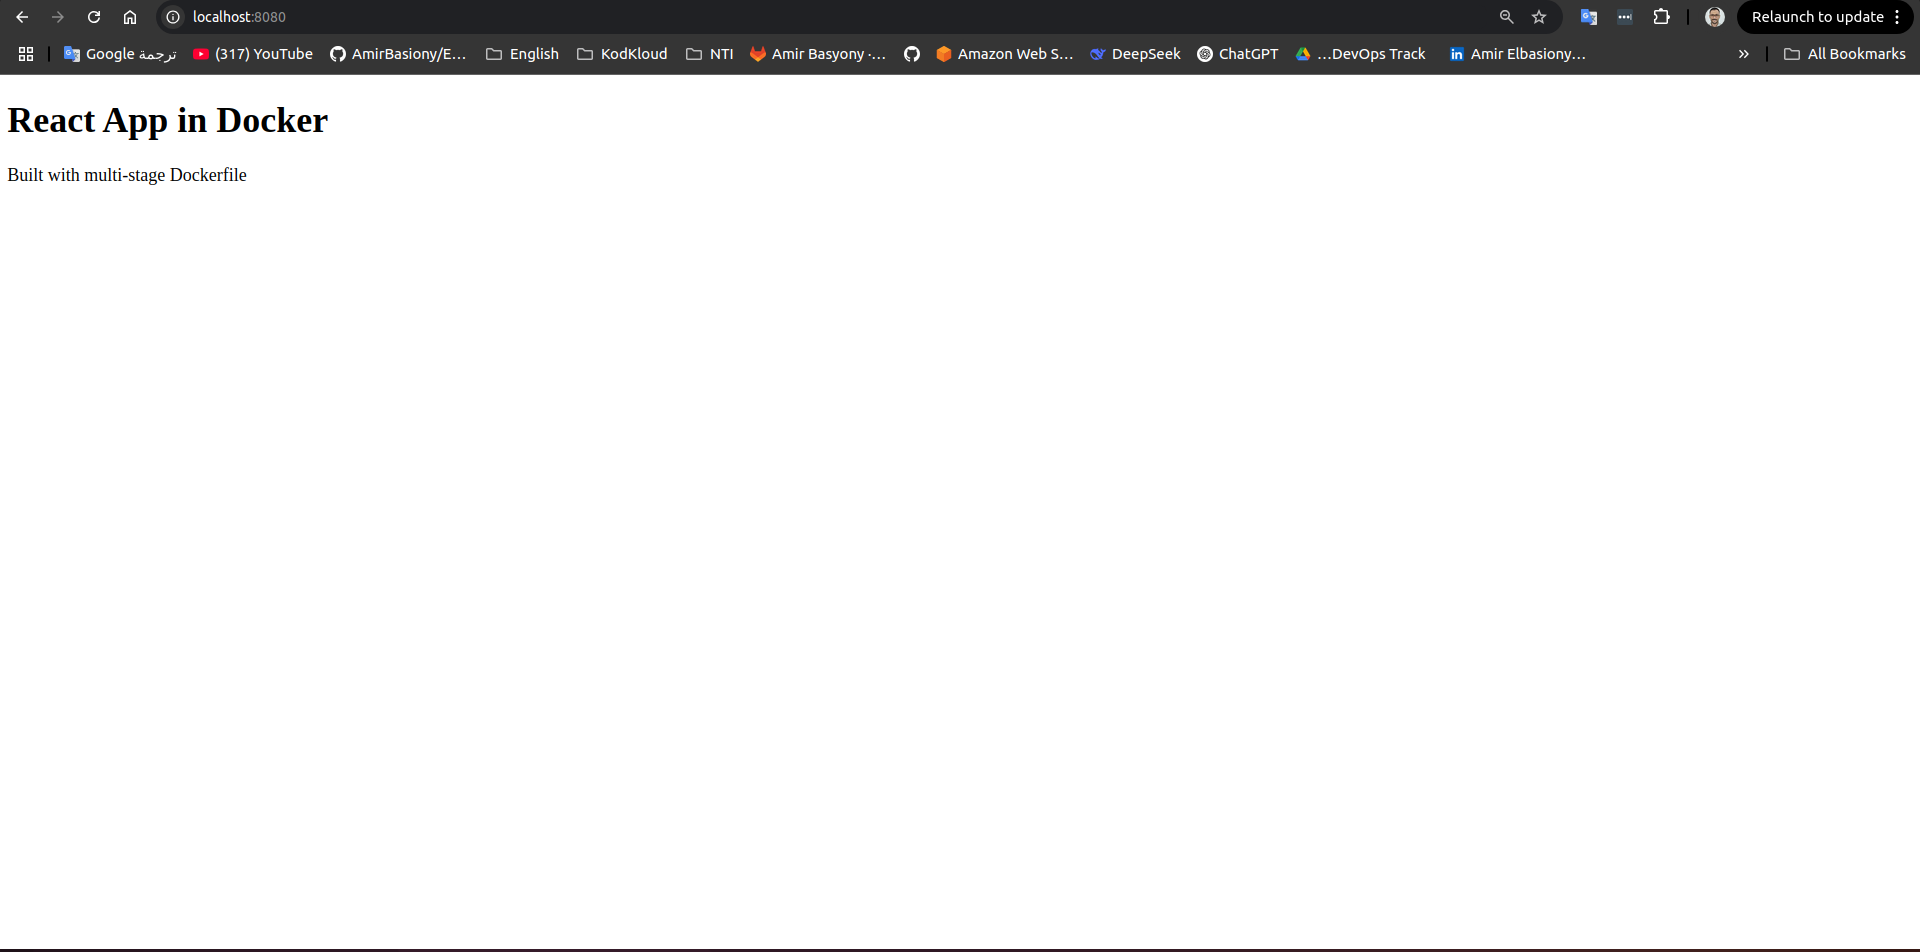 localhost:8080
Relaunch to update
Google ترجمة (317) YouTube AmirBasiony/E... English KodKloud NTI Amir Basyony ·... Amazon Web S... DeepSeek ChatGPT ...DevOps Track Amir Elbasiony... All Bookmarks
React App in Docker
Built with multi-stage Dockerfile